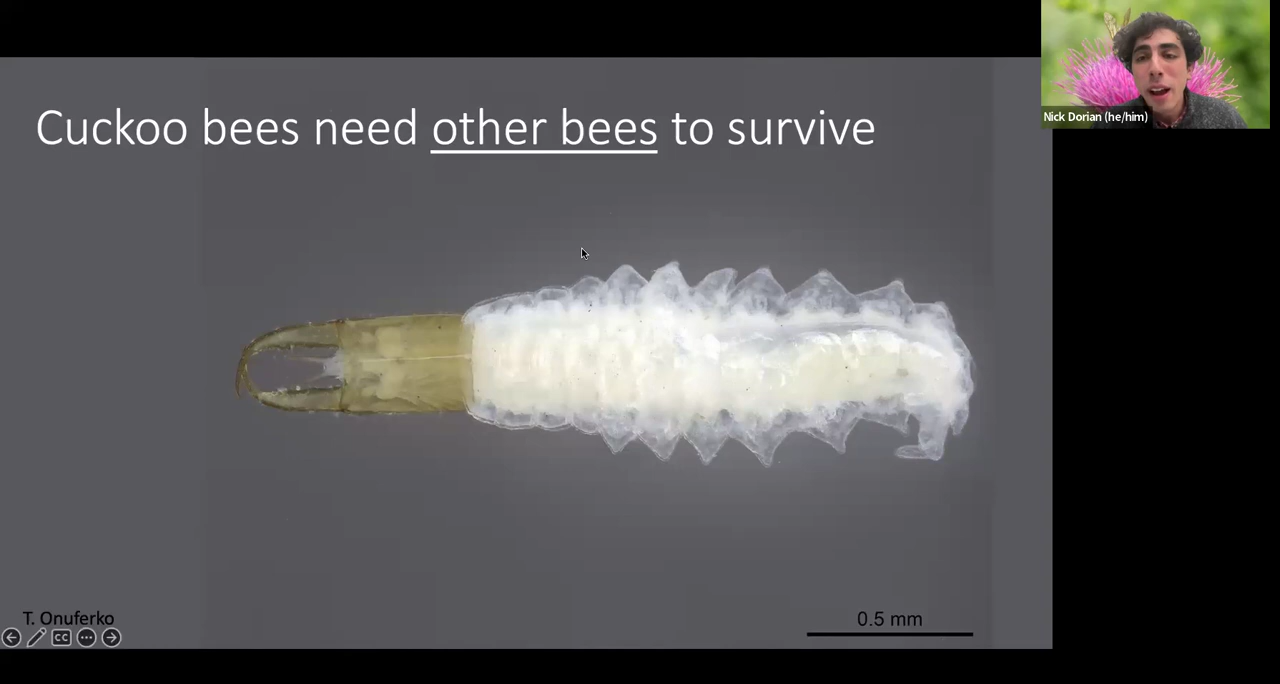 Cuckoo bees need other bees to survive
Nick Dorian (he/him)
T. Onuferko
0.5 mm
CC